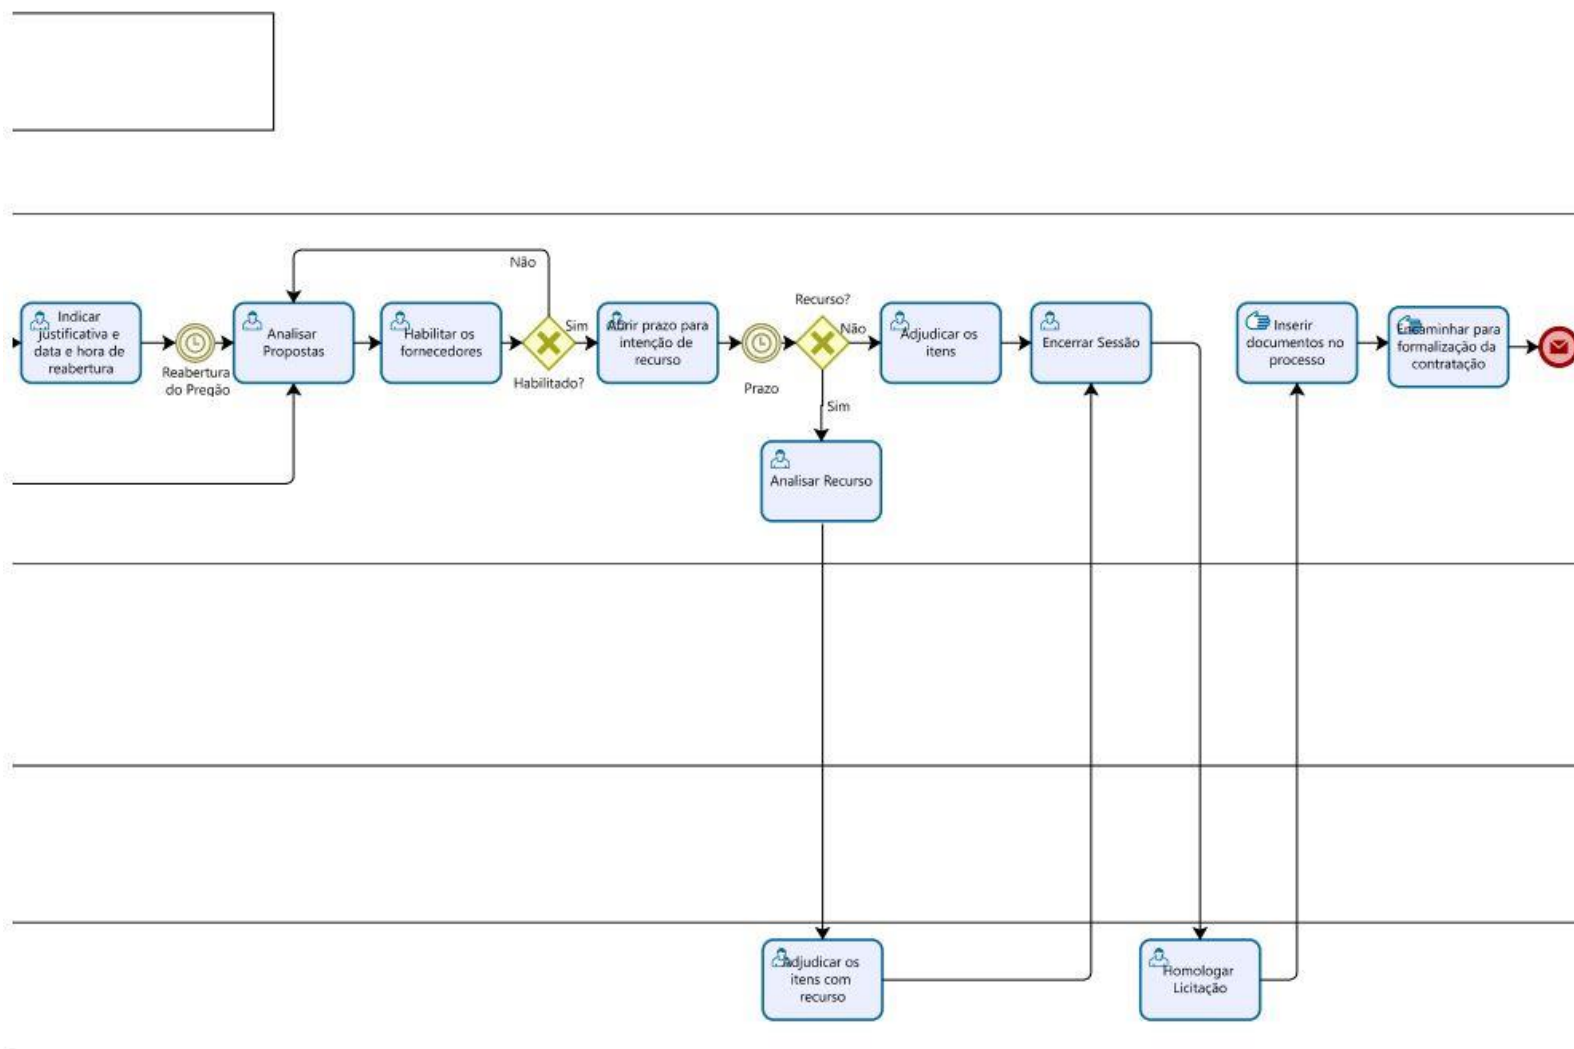 Não
Indicar
justificativa e
data e hora de
reabertura
Reabertura
do Pregão
Analisar
Propostas
Habilitar os
fornecedores
Habilitado?
Sim
Abrir prazo para
intenção de
recurso
Prazo
Recurso?
Não
Sim
Adjudicar os
itens
Encerrar Sessão
Inserir
documentos no
processo
Encaminhar para
formalização da
contratação
Analisar Recurso
Adjudicar os
itens com
recurso
Homologar
Licitação